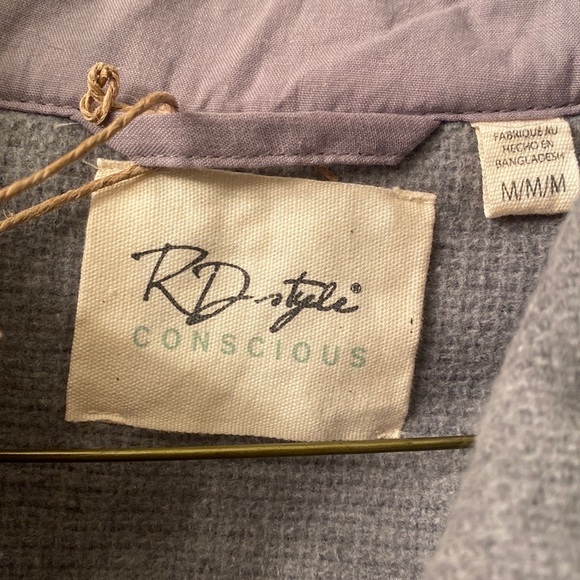 RD style®
CONSCIOUS
FABRIQUÉ AU
HECHO EN
BANGLADESH
M/M/M